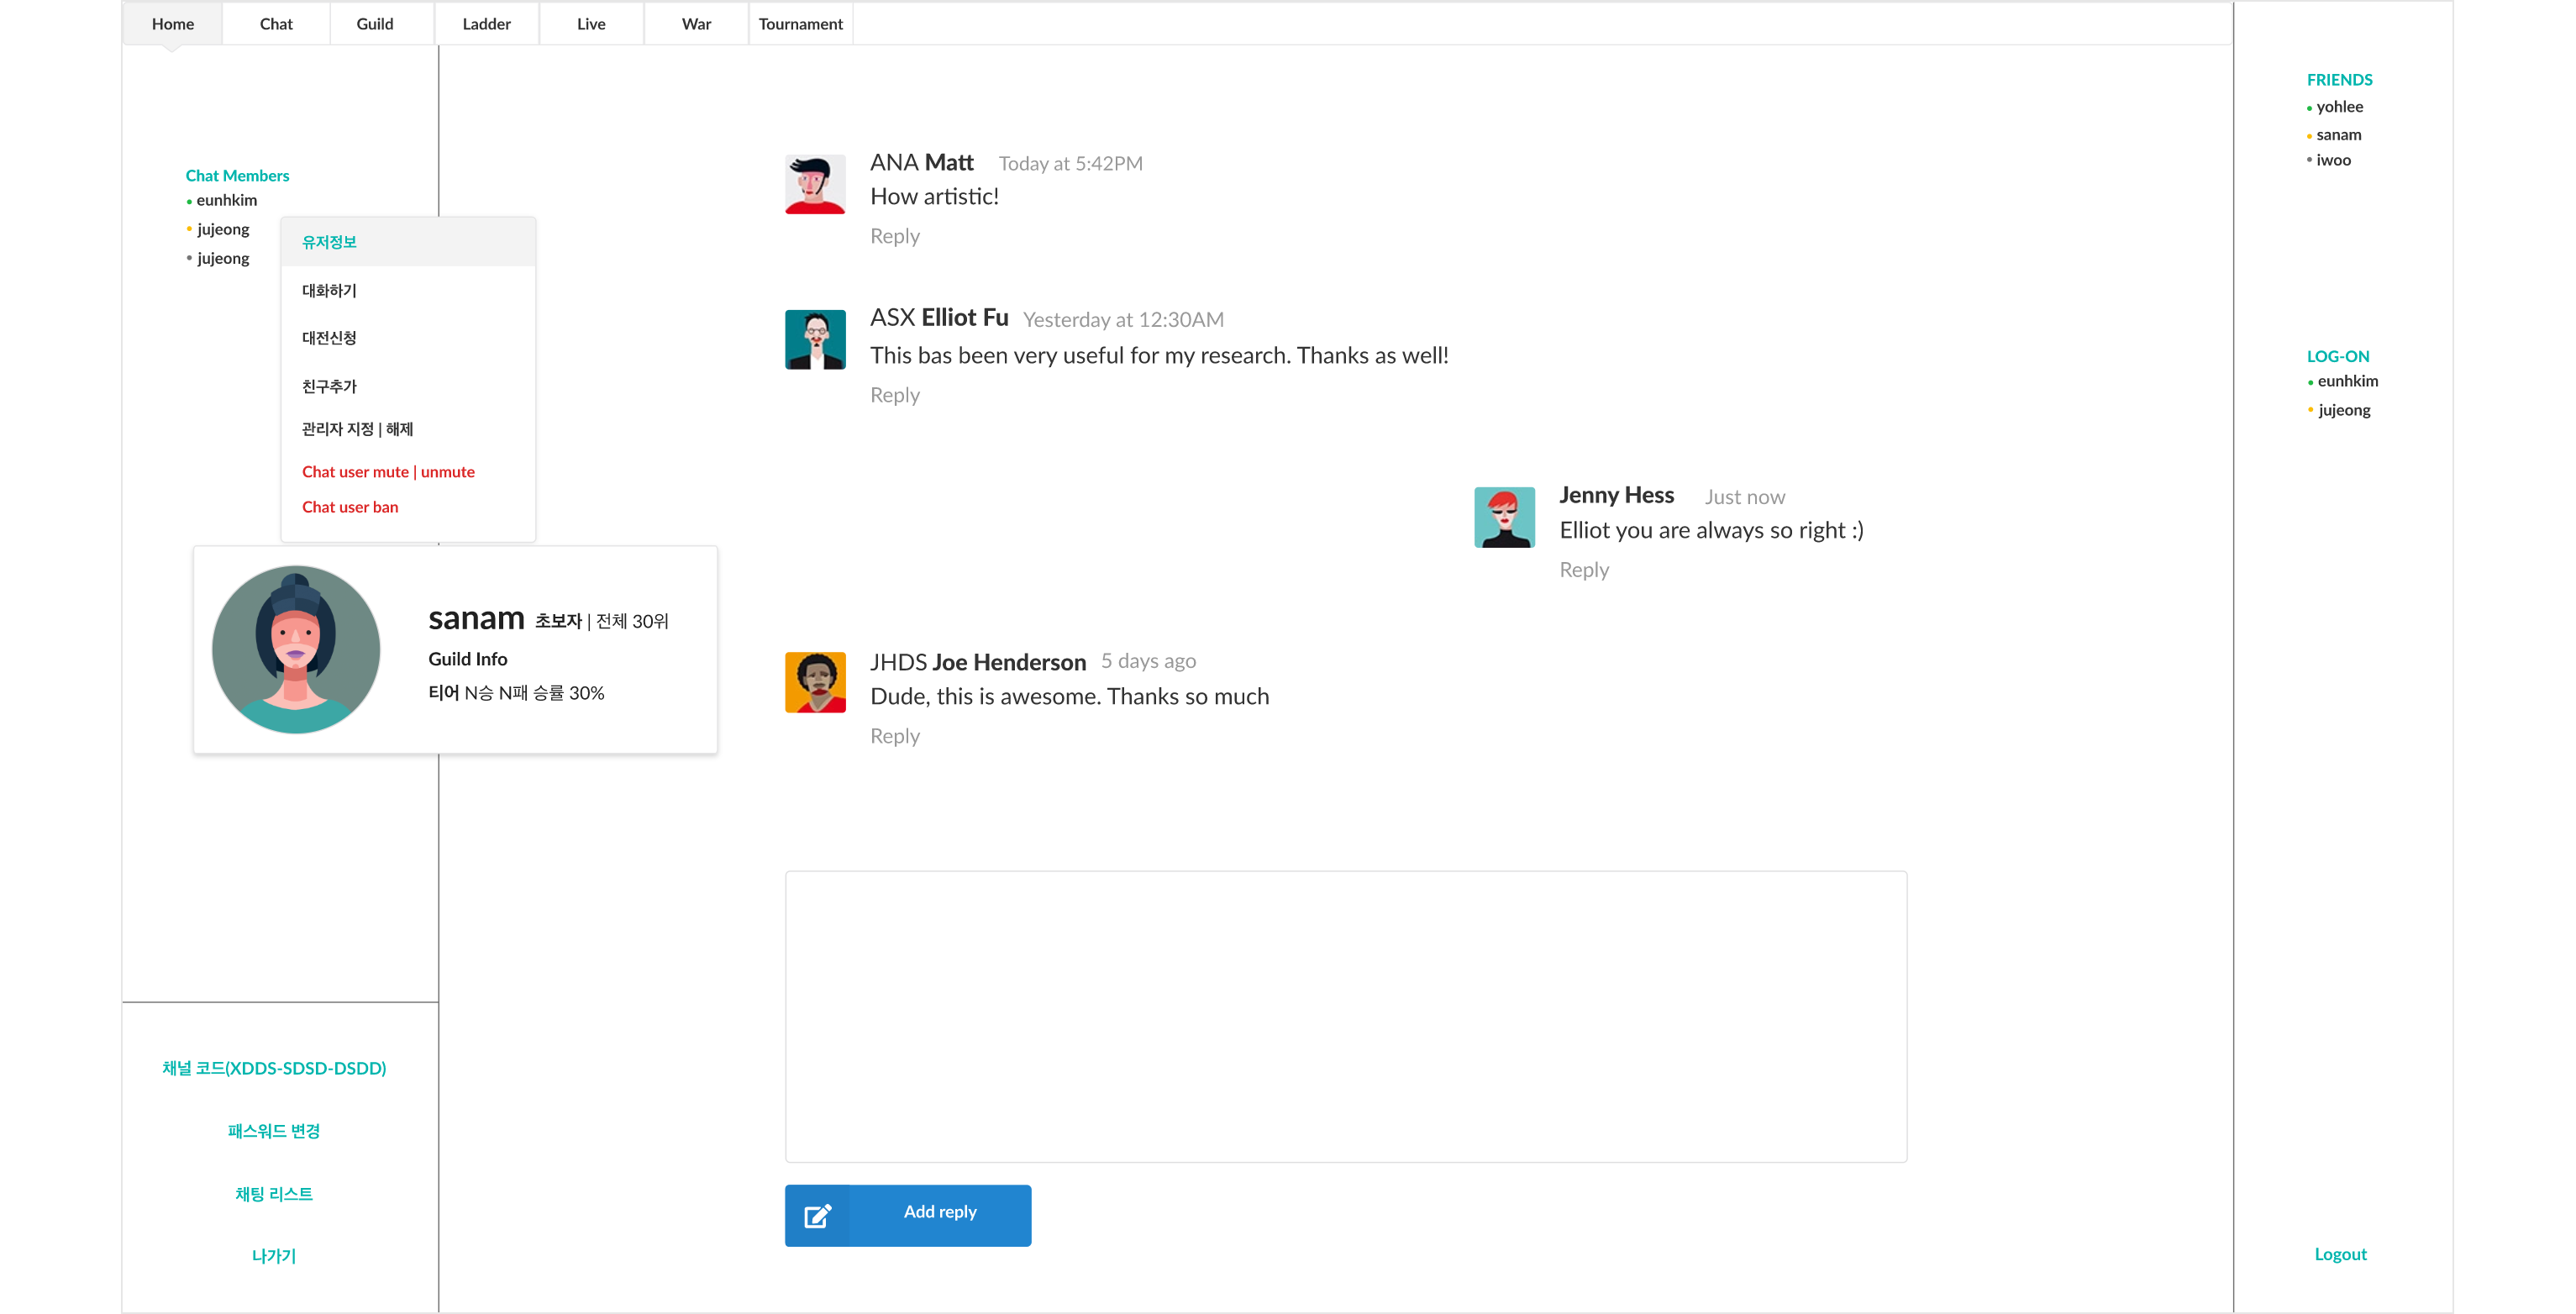 Home Chat Guild Ladder Live War Tournament
Chat Members
eunhkim
jujeong
jujeong
유저정보
대화하기
대전신청
친구추가
관리자 지정 | 해제
Chat user mute | unmute
Chat user ban
sanam 초보자 | 전체 30위
Guild Info
티어 N승 N패 승률 30%
채널 코드(XDDS-SDSD-DSDD)
패스워드 변경
채팅 리스트
나가기
ANA Matt Today at 5:42PM
How artistic!
Reply
ASX Elliot Fu Yesterday at 12:30AM
This bas been very useful for my research. Thanks as well!
Reply
Jenny Hess Just now
Elliot you are always so right :)
Reply
JHDS Joe Henderson 5 days ago
Dude, this is awesome. Thanks so much
Reply
Add reply
FRIENDS
yohlee
sanam
iwoo
LOG-ON
eunhkim
jujeong
Logout